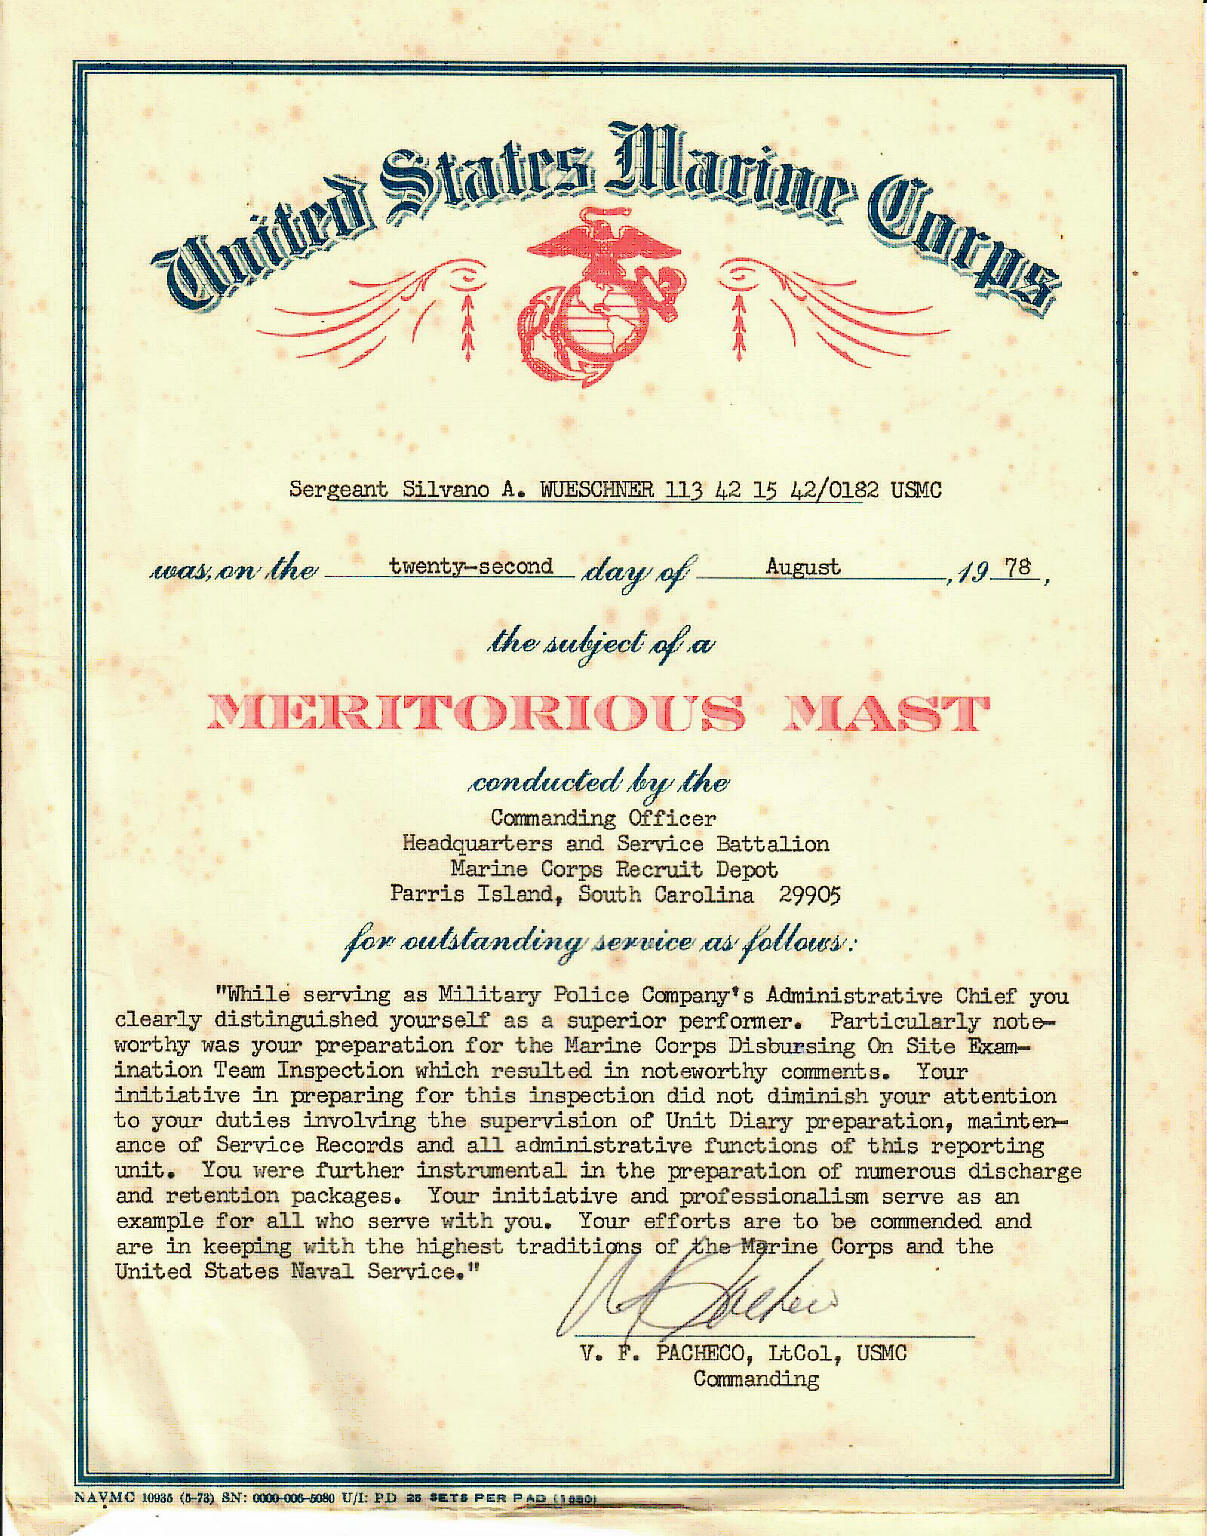 United States Marine Corps
Sergeant Silvano A. WUESCHNER 113 42 15 42/0182 USMC
was, on the twenty-second day of August, 19 78,
the subject of a
MERITORIOUS MAST
conducted by the
Commanding Officer
Headquarters and Service Battalion
Marine Corps Recruit Depot
Parris Island, South Carolina 29905
for outstanding service as follows:
"While serving as Military Police Company's Administrative Chief you
clearly distinguished yourself as a superior performer. Particularly note-
worthy was your preparation for the Marine Corps Disbursing On Site Exam-
ination Team Inspection which resulted in noteworthy comments. Your
initiative in preparing for this inspection did not diminish your attention
to your duties involving the supervision of Unit Diary preparation, mainten-
ance of Service Records and all administrative functions of this reporting
unit. You were further instrumental in the preparation of numerous discharge
and retention packages. Your initiative and professionalism serve as an
example for all who serve with you. Your efforts are to be commended and
are in keeping with the highest traditions of the Marine Corps and the
United States Naval Service."
V. F. Pacheco
V. F. PACHECO, LtCol, USMC
Commanding
NAVMC 10935 (5-73) SN: 0000-006-5080 U/I: PD 25 SETS PER PAD